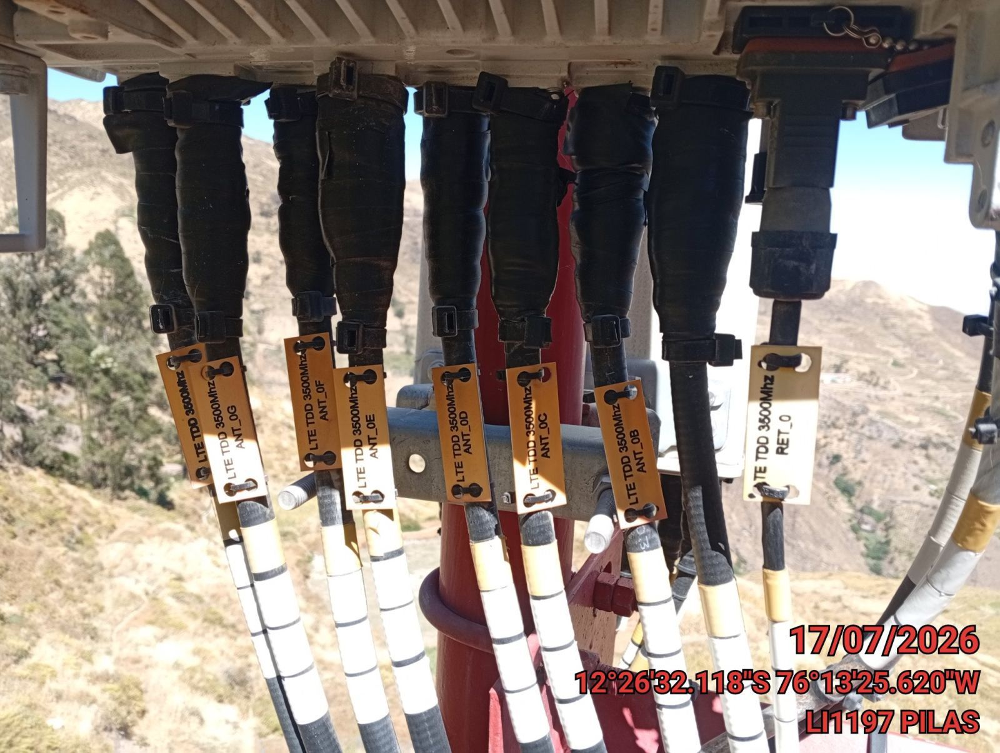 LTE TDD 3500Mhz
LTE TDD 3500Mhz
ANT_0G
LTE TDD 3500Mhz
ANT_0F
LTE TDD 3500Mhz
ANT_0E
LTE TDD 3500Mhz
ANT_0D
LTE TDD 3500Mhz
ANT_0C
LTE TDD 3500Mhz
ANT_0B
LTE TDD 3500Mhz
RET_0
17/07/2026
12°26'32.118"S 76°13'25.620"W
LI1197 PILAS